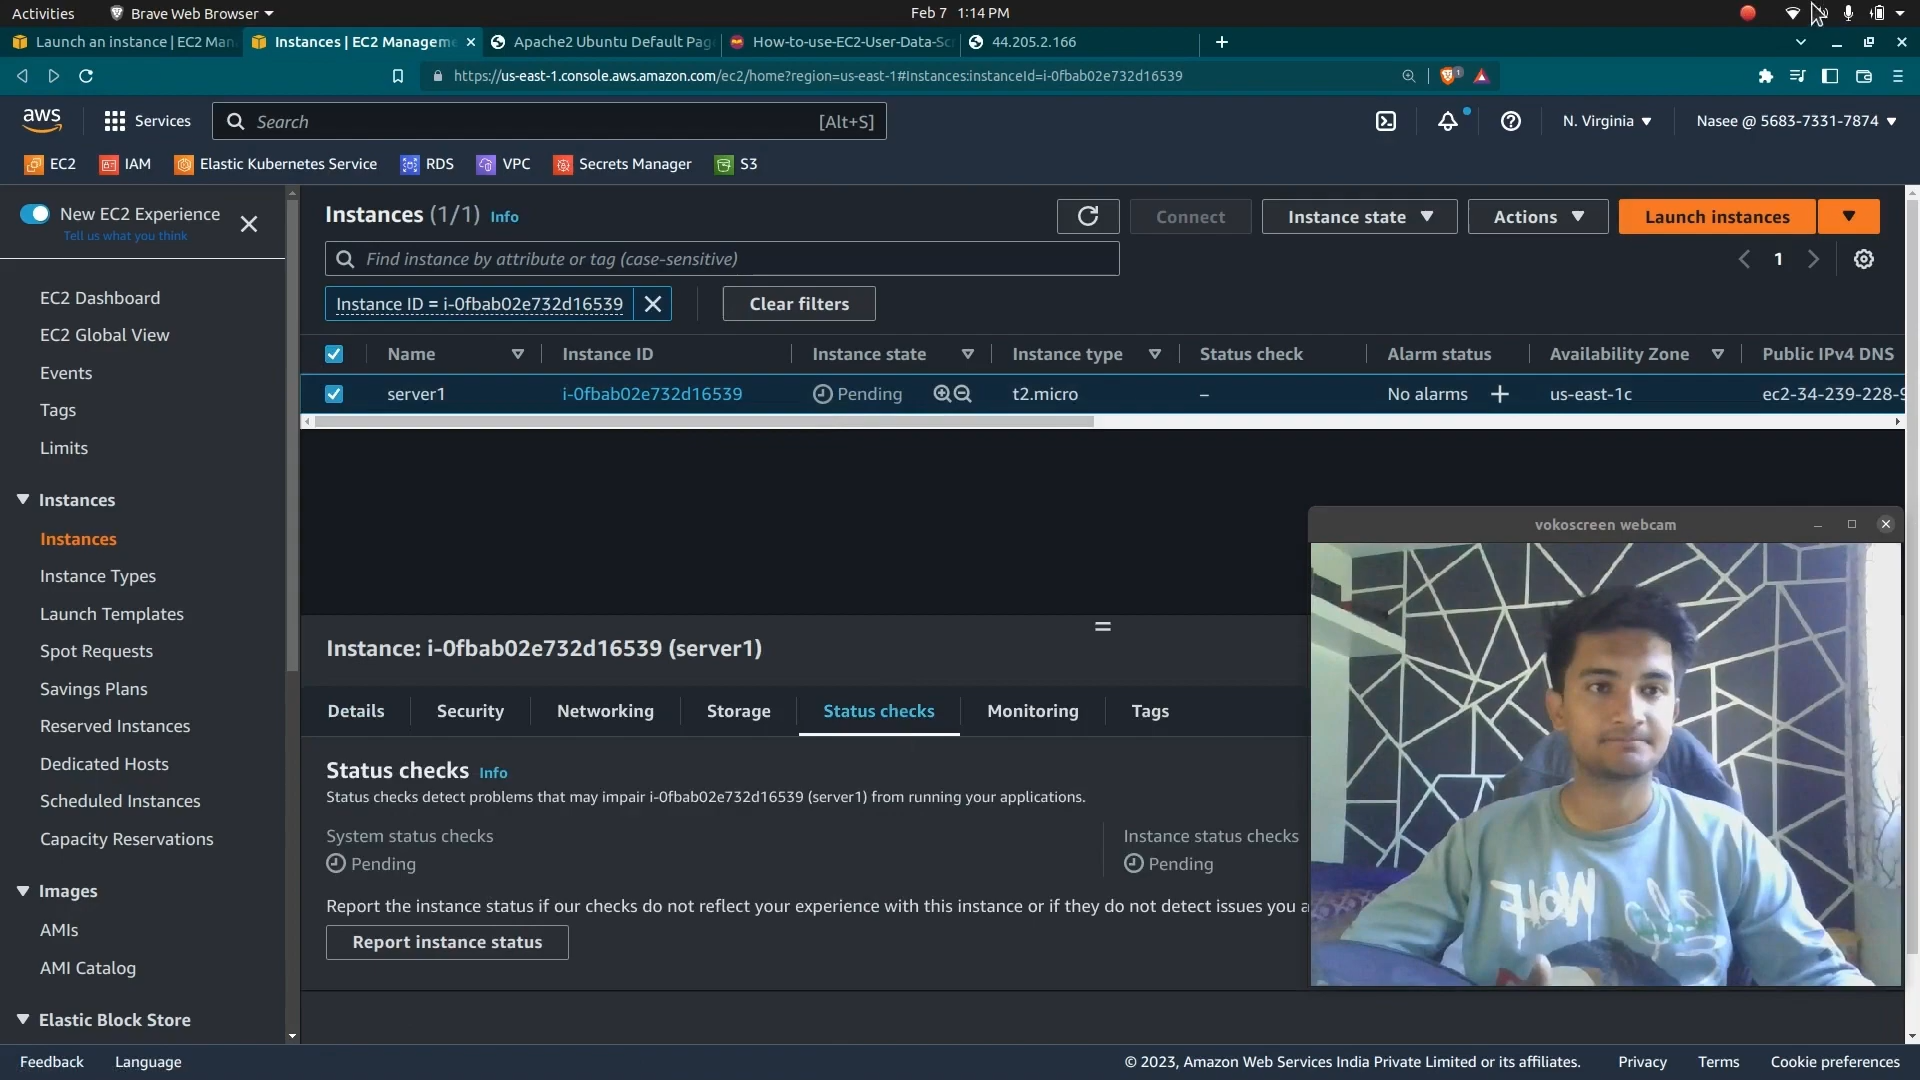 Activities
Brave Web Browser
Feb 7 1:14 PM
Launch an instance | EC2 Man
Instances | EC2 Manageme
Apache2 Ubuntu Default Pag
How-to-use-EC2-User-Data-Sc
44.205.2.166
https://us-east-1.console.aws.amazon.com/ec2/home?region=us-east-1#Instances:instanceId=i-0fbab02e732d16539
1
aws
Services
Search
[Alt+S]
N. Virginia
Nasee @ 5683-7331-7874
EC2
IAM
Elastic Kubernetes Service
RDS
VPC
Secrets Manager
S3
New EC2 Experience
Tell us what you think
EC2 Dashboard
EC2 Global View
Events
Tags
Limits
Instances
Instances
Instance Types
Launch Templates
Spot Requests
Savings Plans
Reserved Instances
Dedicated Hosts
Scheduled Instances
Capacity Reservations
Images
AMIs
AMI Catalog
Elastic Block Store
Instances (1/1) Info
Connect
Instance state
Actions
Launch instances
Find instance by attribute or tag (case-sensitive)
1
Instance ID = i-0fbab02e732d16539
Clear filters
Name
Instance ID
Instance state
Instance type
Status check
Alarm status
Availability Zone
Public IPv4 DNS
server1
i-0fbab02e732d16539
Pending
t2.micro
–
No alarms
us-east-1c
ec2-34-239-228-9
Instance: i-0fbab02e732d16539 (server1)
Details
Security
Networking
Storage
Status checks
Monitoring
Tags
Status checks Info
Status checks detect problems that may impair i-0fbab02e732d16539 (server1) from running your applications.
System status checks
Pending
Instance status checks
Pending
Report the instance status if our checks do not reflect your experience with this instance or if they do not detect issues you a
Report instance status
vokoscreen webcam
Feedback
Language
© 2023, Amazon Web Services India Private Limited or its affiliates.
Privacy
Terms
Cookie preferences